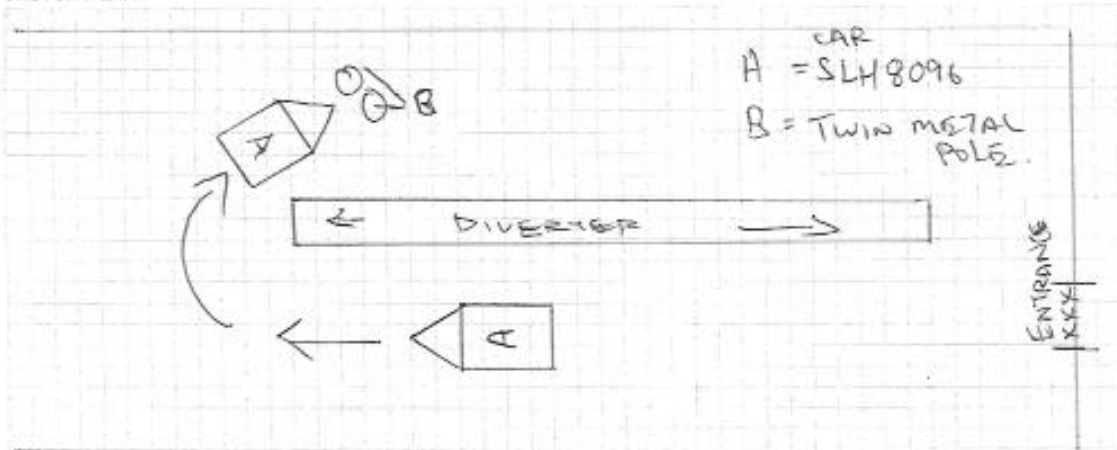 CAR
A = SLH8096
B = TWIN METAL
POLE.
B
A
DIVERTER
A
ENTRANCE
XXX